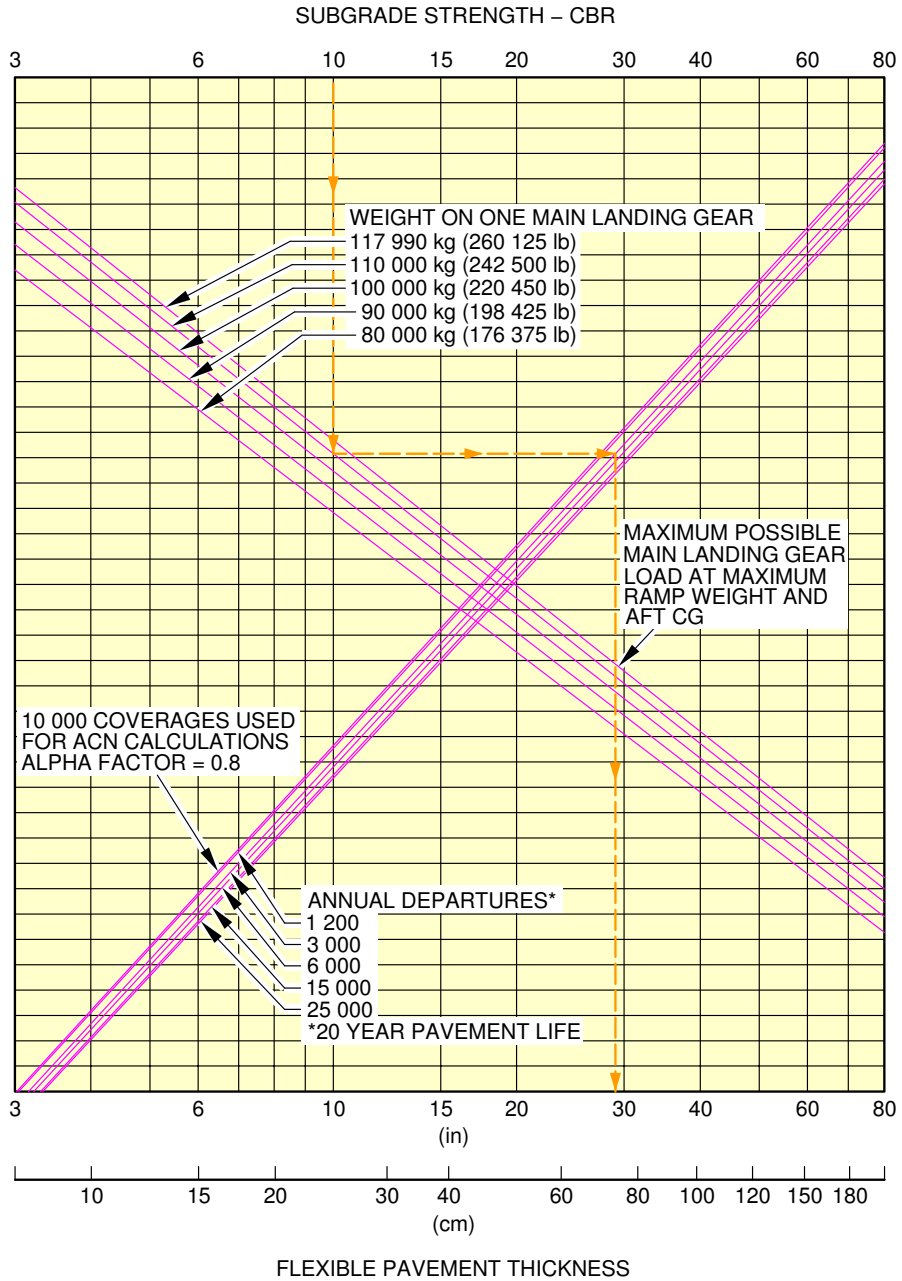 SUBGRADE STRENGTH – CBR
3 6 10 15 20 30 40 60 80
WEIGHT ON ONE MAIN LANDING GEAR
117 990 kg (260 125 lb)
110 000 kg (242 500 lb)
100 000 kg (220 450 lb)
90 000 kg (198 425 lb)
80 000 kg (176 375 lb)
MAXIMUM POSSIBLE
MAIN LANDING GEAR
LOAD AT MAXIMUM
RAMP WEIGHT AND
AFT CG
10 000 COVERAGES USED
FOR ACN CALCULATIONS
ALPHA FACTOR = 0.8
ANNUAL DEPARTURES*
1 200
3 000
6 000
15 000
25 000
*20 YEAR PAVEMENT LIFE
3 6 10 15 20 30 40 60 80
(in)
10 15 20 30 40 60 80 100 120 150 180
(cm)
FLEXIBLE PAVEMENT THICKNESS